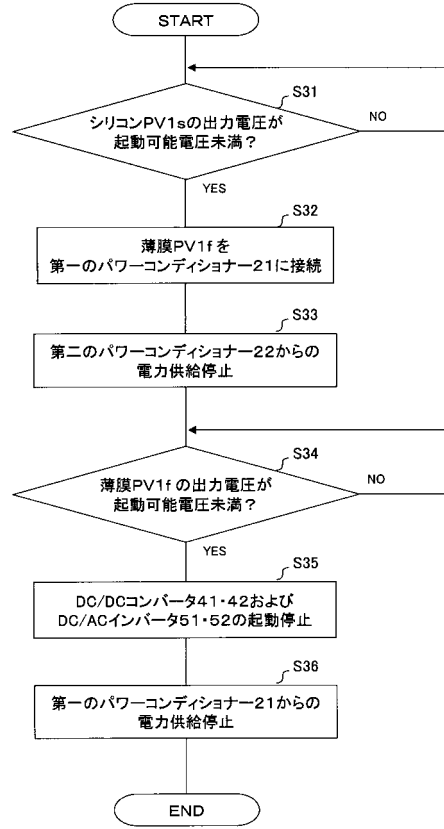 START
S31
シリコンPV1sの出力電圧が
起動可能電圧未満？
NO
YES
S32
薄膜PV1fを
第一のパワーコンディショナー21に接続
S33
第二のパワーコンディショナー22からの
電力供給停止
S34
薄膜PV1fの出力電圧が
起動可能電圧未満？
NO
YES
S35
DC/DCコンバータ41・42および
DC/ACインバータ51・52の起動停止
S36
第一のパワーコンディショナー21からの
電力供給停止
END